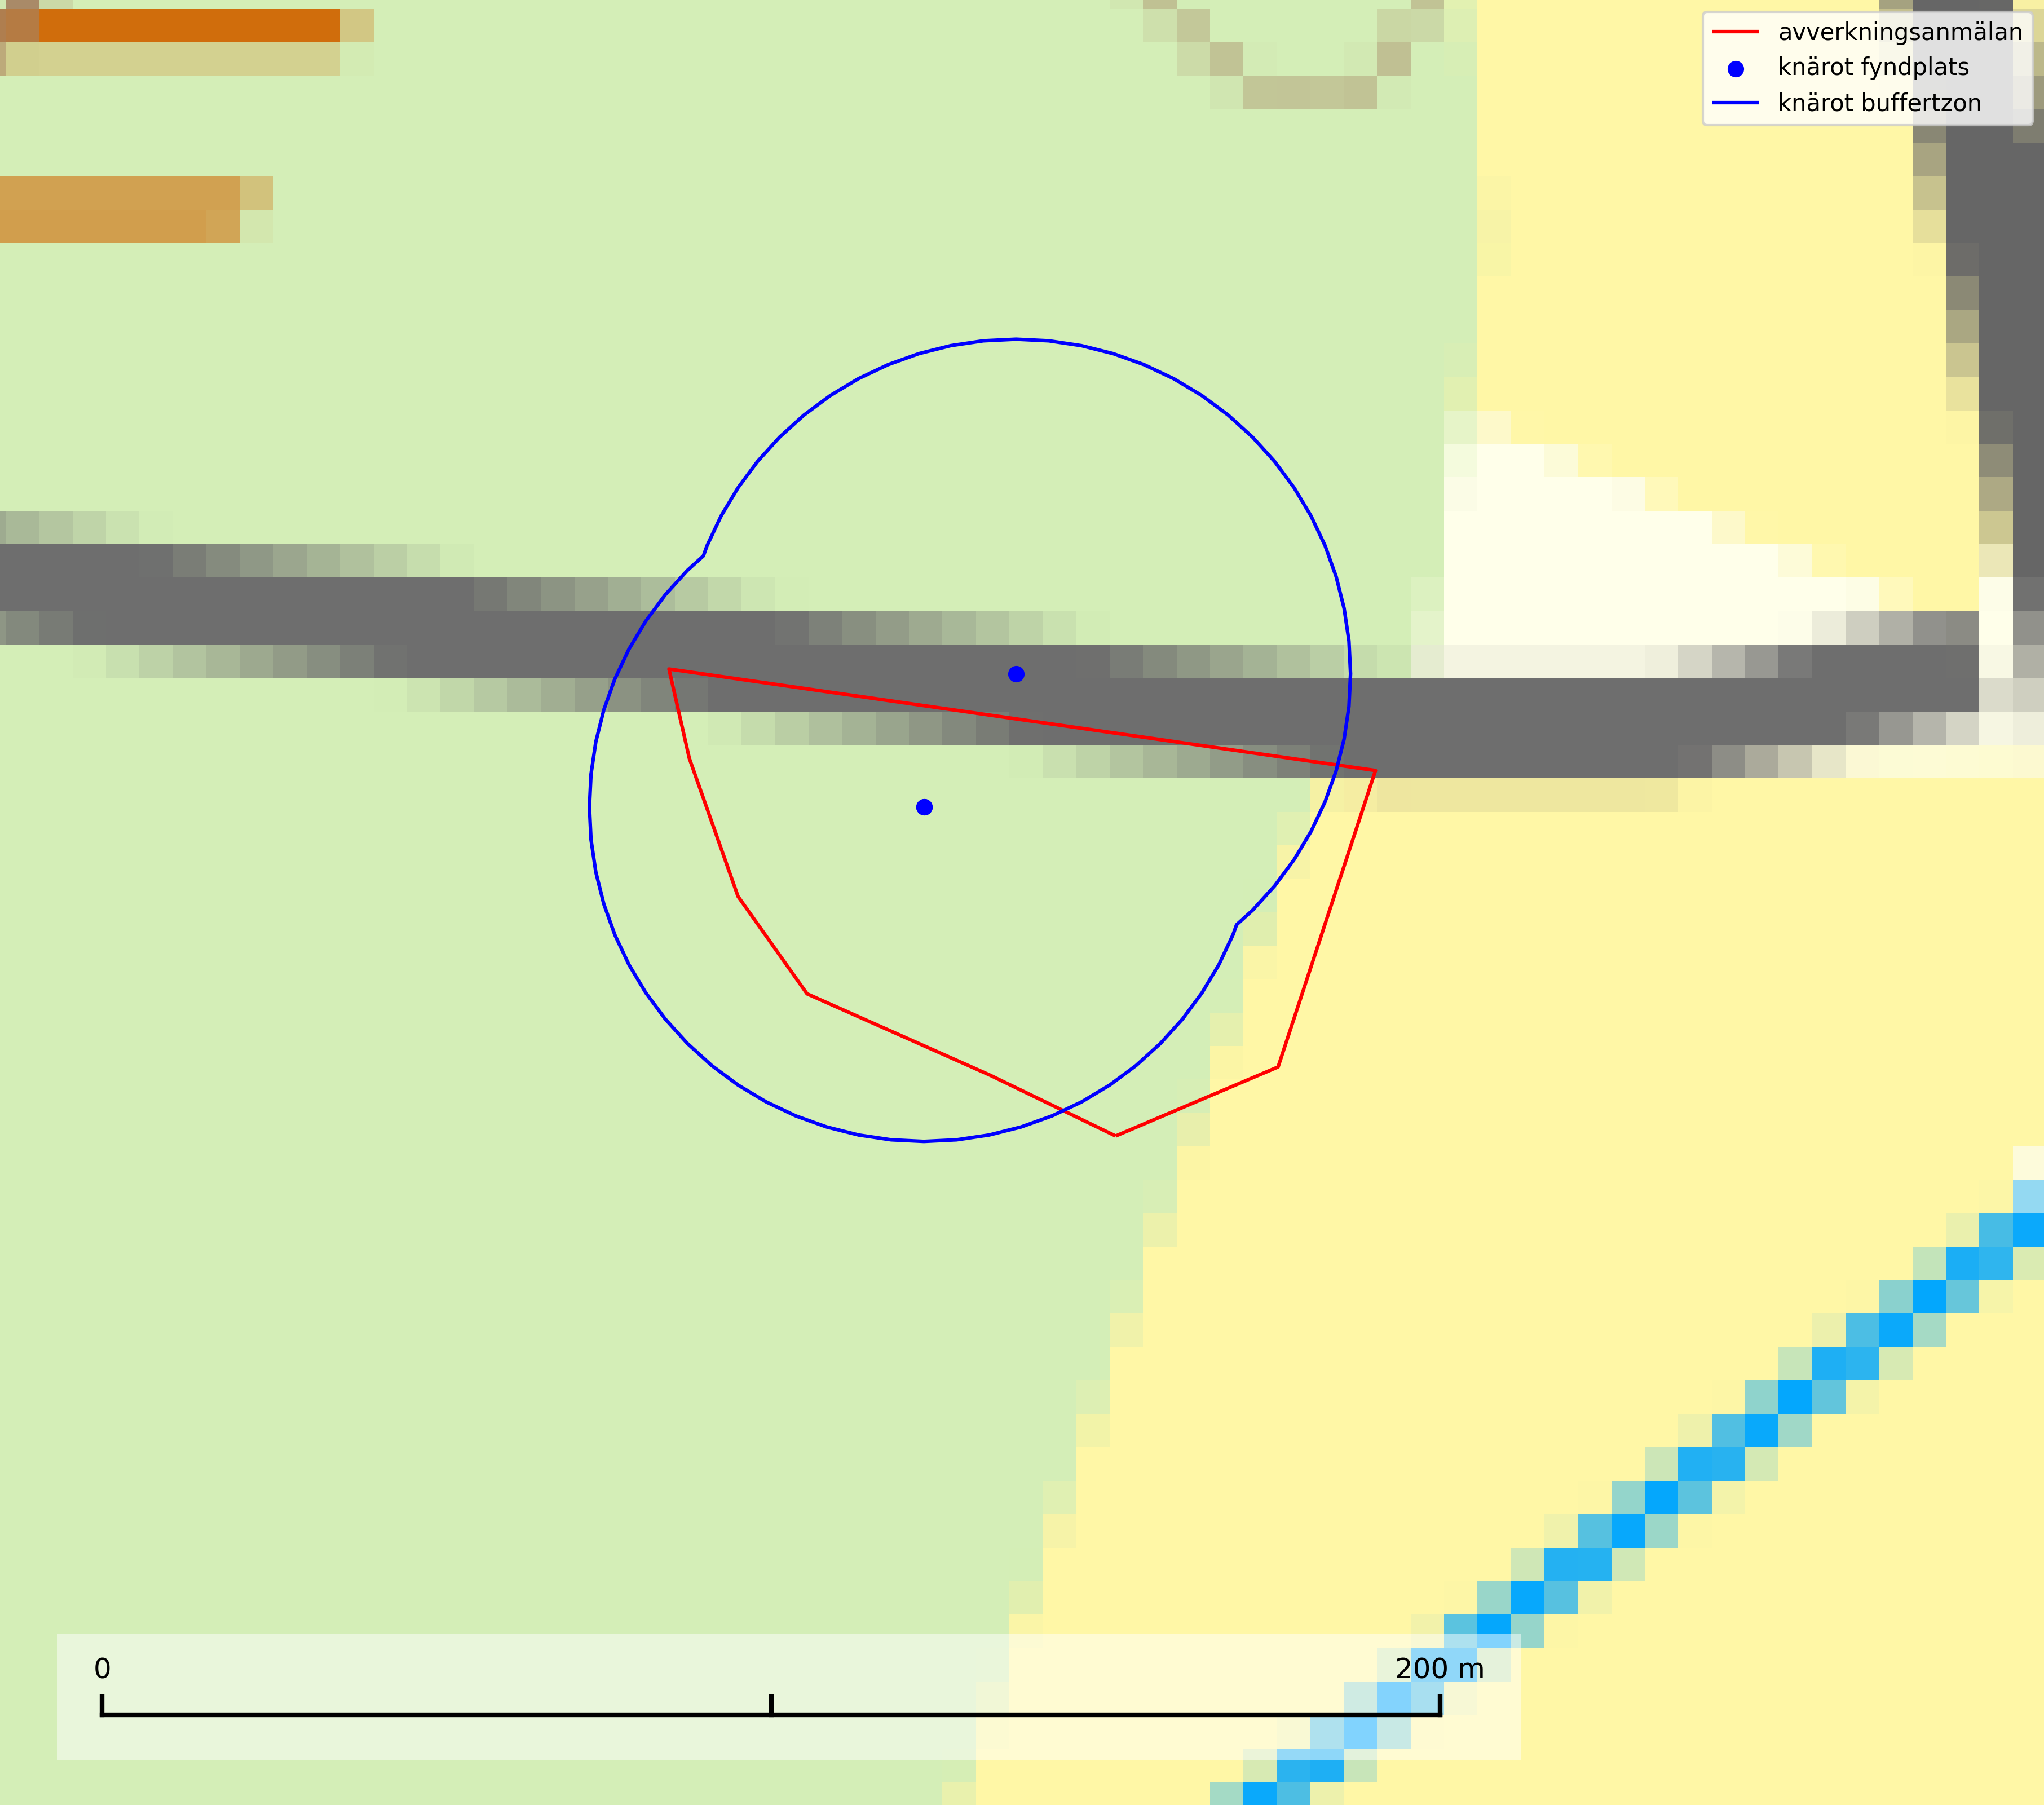 avverkningsanmälan
knärot fyndplats
knärot buffertzon
0 200 m